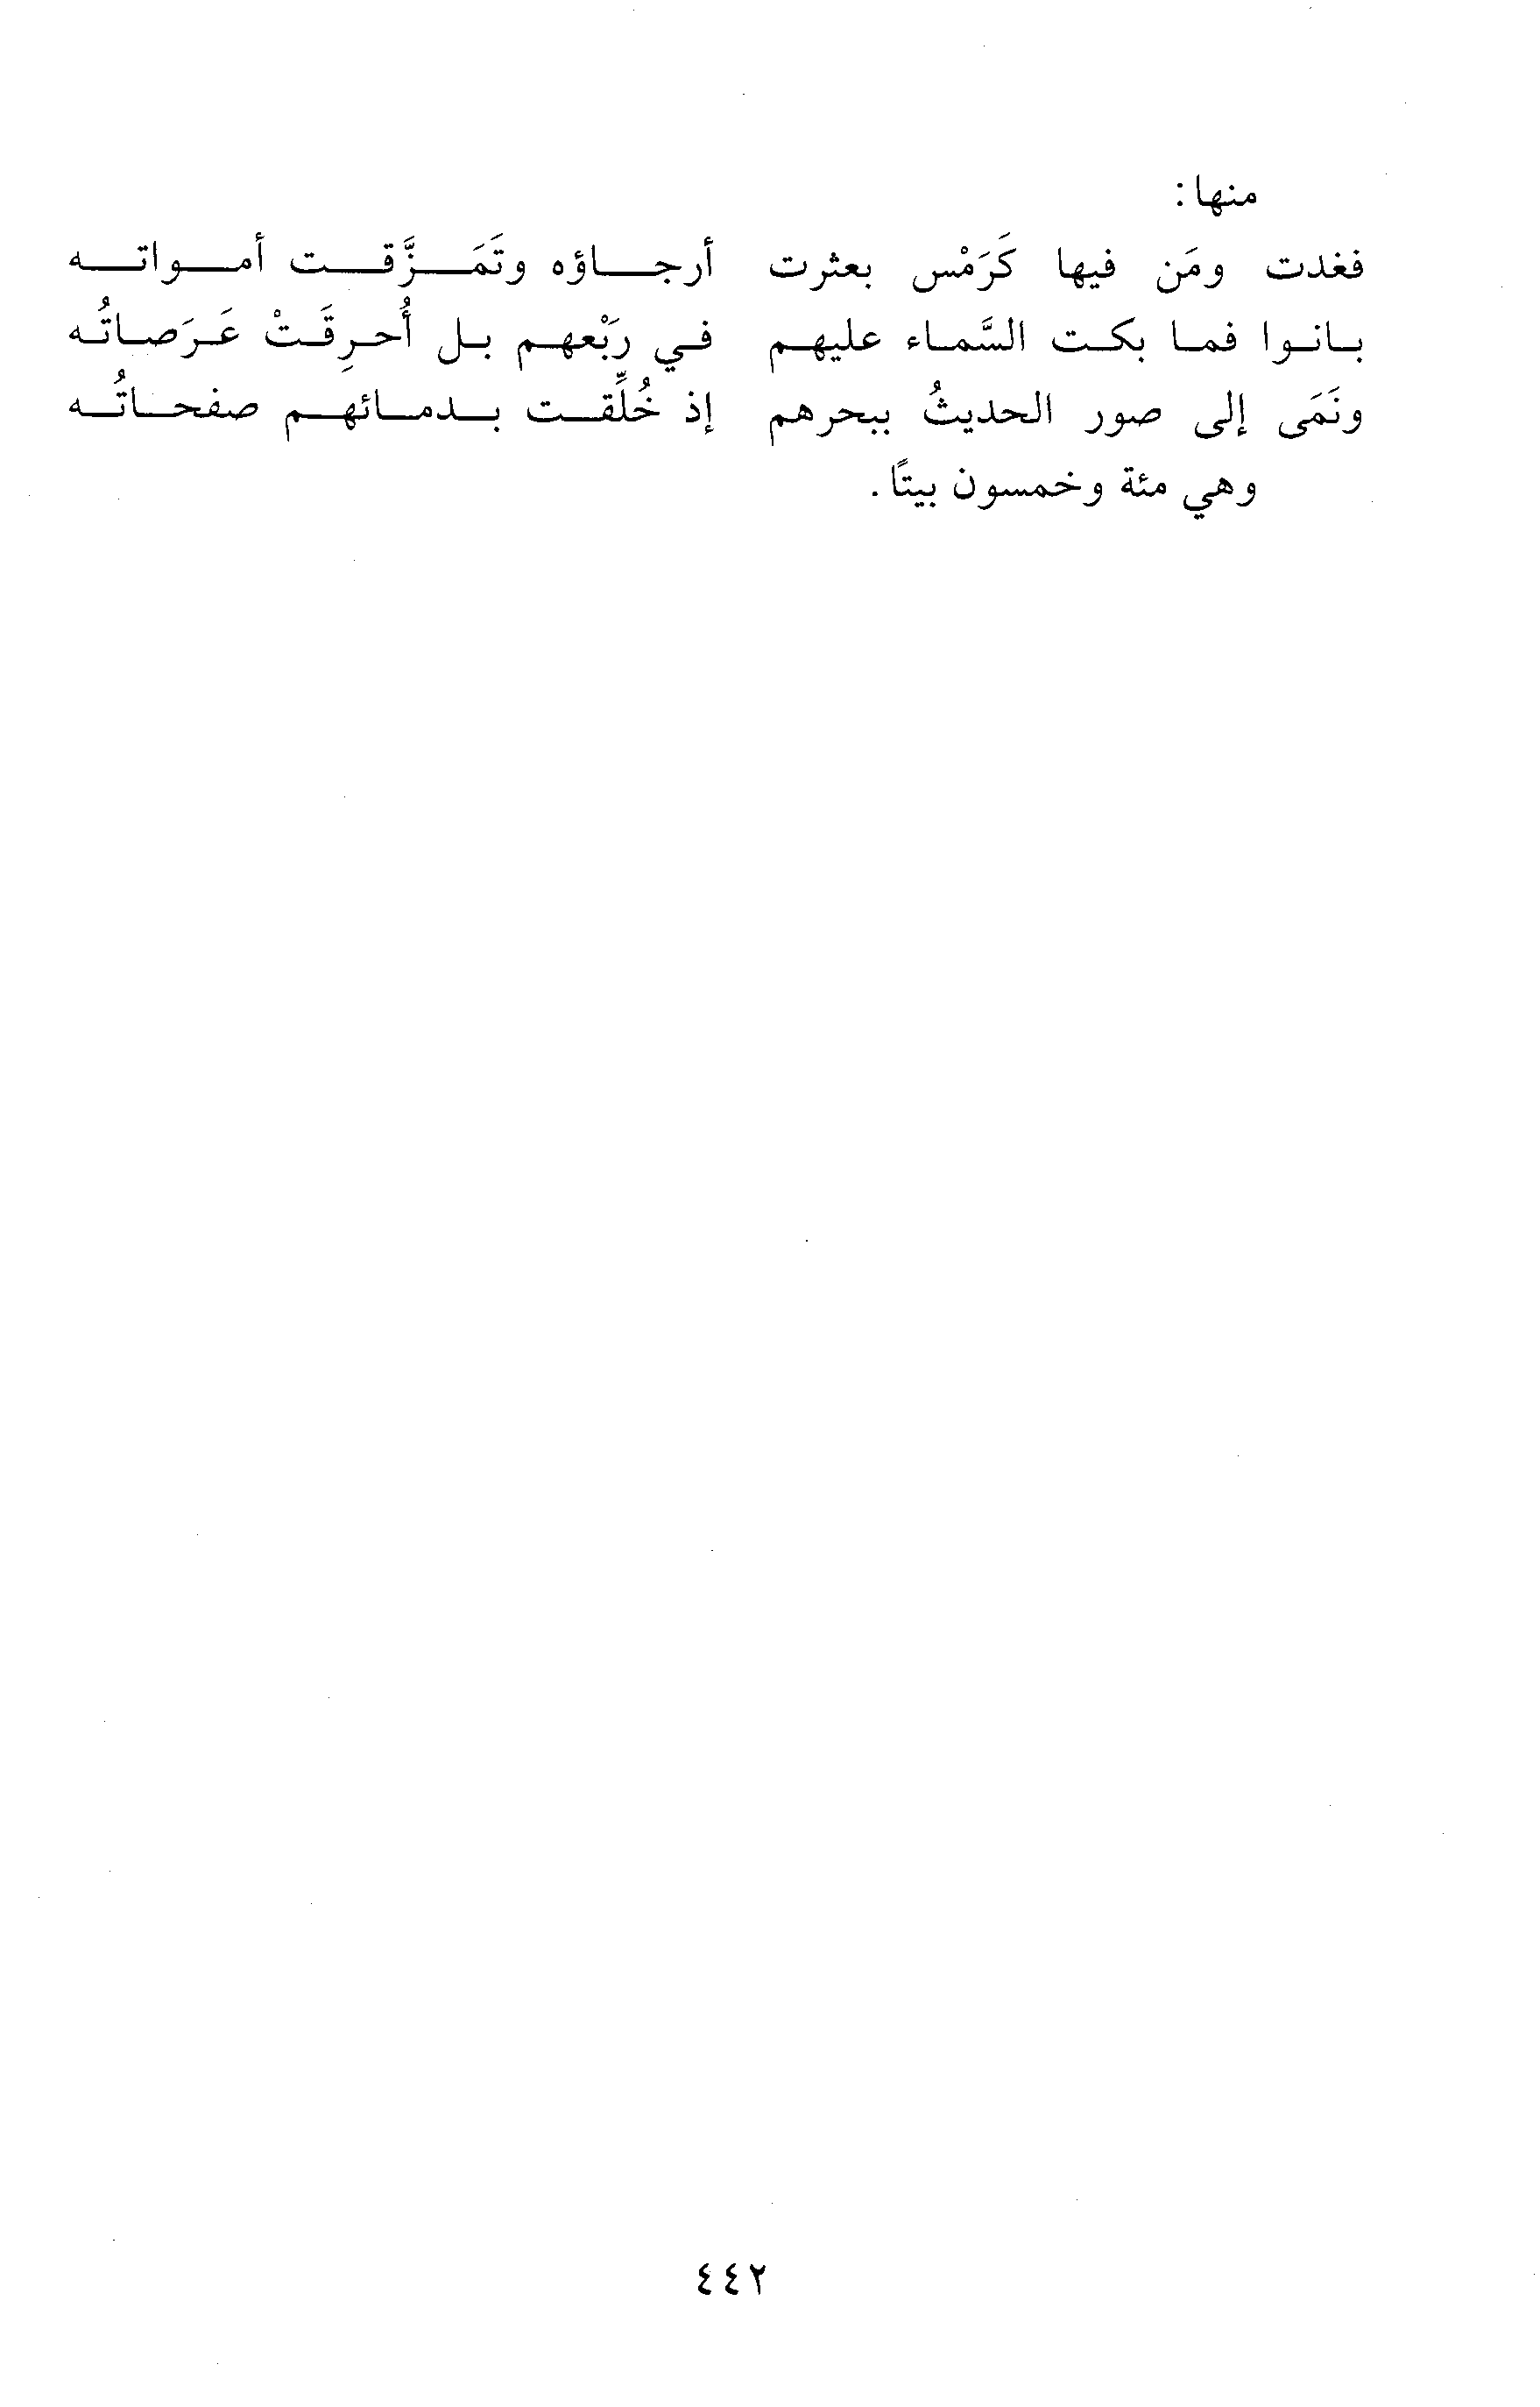 منها:
فغدت ومَن فيها كَرَمْس بعثرت أرجاؤه وتَمَزَّقت أمواته
بانوا فما بكت السَّماء عليهم في رَبْعهم بل أُحرِقَتْ عَرَصاتُه
ونَمَى إلى صور الحديثُ ببحرهم إذ خُلِّقت بدمائهم صفحاتُه
وهي مئة وخمسون بيتًا.
٤٤٢